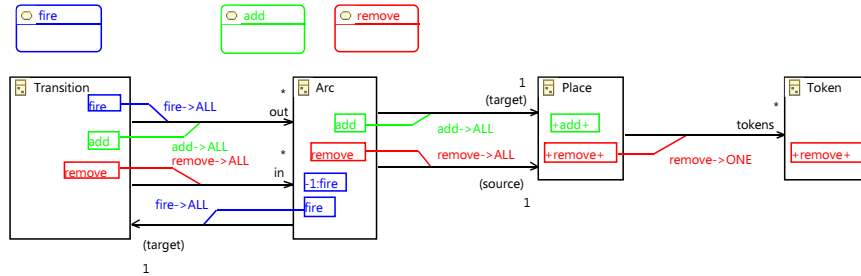 fire
add
remove
Transition
Arc
Place
Token
fire
fire->ALL
*
out
1
(target)
add
add->ALL
add
add->ALL
+add+
*
tokens
remove
remove->ALL
*
in
remove
remove->ALL
+remove+
remove->ONE
+remove+
-1:fire
(source)
1
fire->ALL
fire
(target)
1